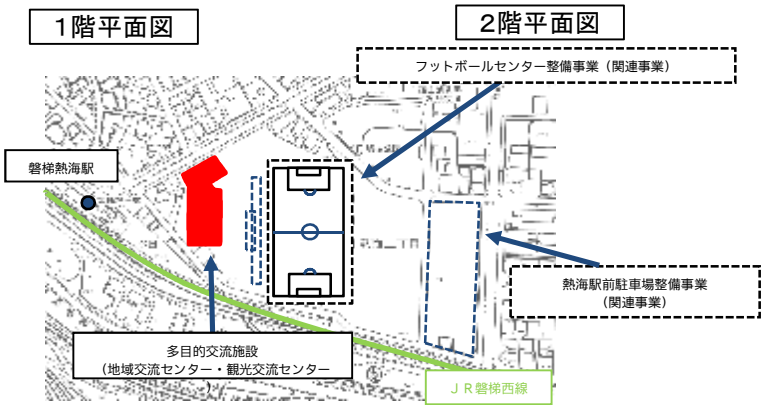 1階平面図
2階平面図
フットボールセンター整備事業（関連事業）
磐梯熱海駅
熱海駅前駐車場整備事業
（関連事業）
多目的交流施設
（地域交流センター・観光交流センター
）
ＪＲ磐梯西線